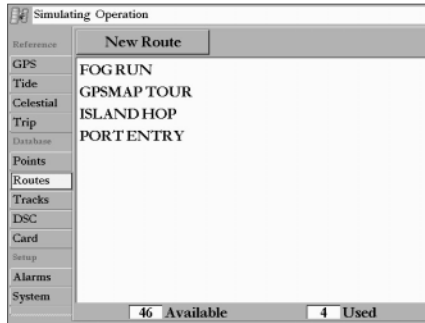 Simulating Operation
Reference
GPS
Tide
Celestial
Trip
Database
Points
Routes
Tracks
DSC
Card
Setup
Alarms
System
New Route
FOG RUN
GPSMAP TOUR
ISLAND HOP
PORT ENTRY
46 Available
4 Used